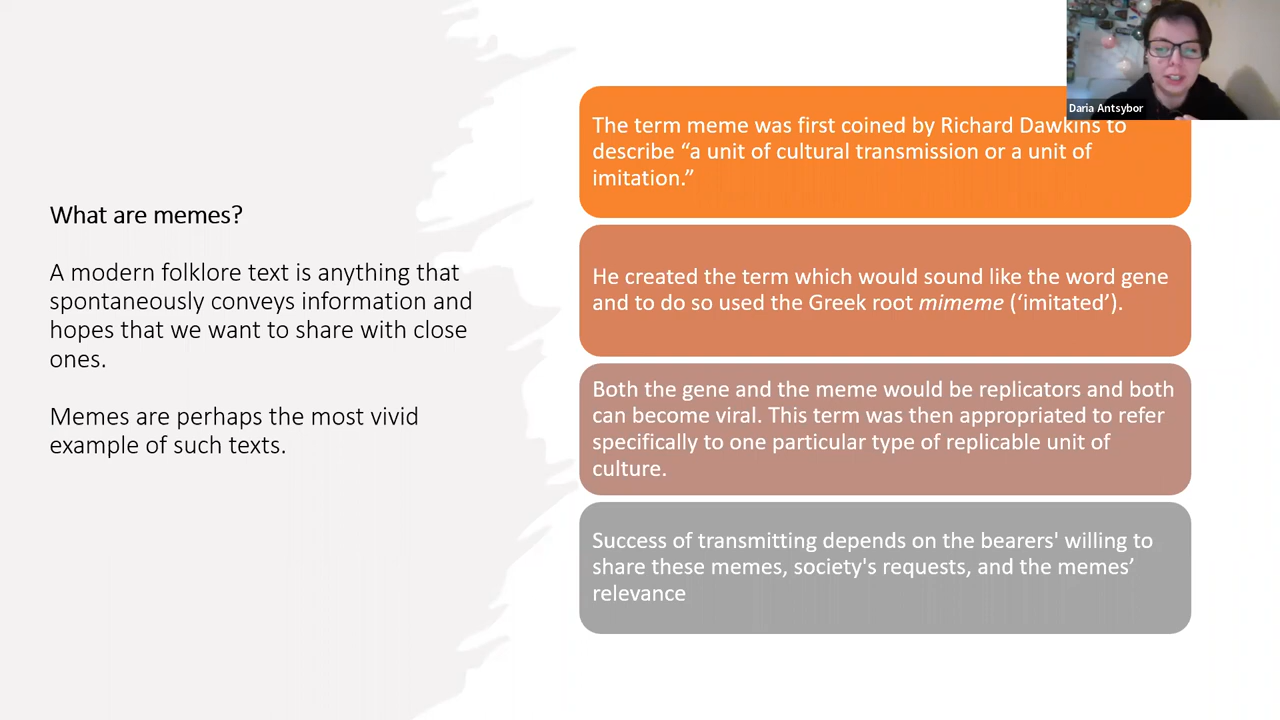 What are memes?
A modern folklore text is anything that
spontaneously conveys information and
hopes that we want to share with close
ones.
Memes are perhaps the most vivid
example of such texts.
Daria Antsybor
The term meme was first coined by Richard Dawkins to
describe “a unit of cultural transmission or a unit of
imitation.”
He created the term which would sound like the word gene
and to do so used the Greek root mimeme (‘imitated’).
Both the gene and the meme would be replicators and both
can become viral. This term was then appropriated to refer
specifically to one particular type of replicable unit of
culture.
Success of transmitting depends on the bearers' willing to
share these memes, society's requests, and the memes’
relevance